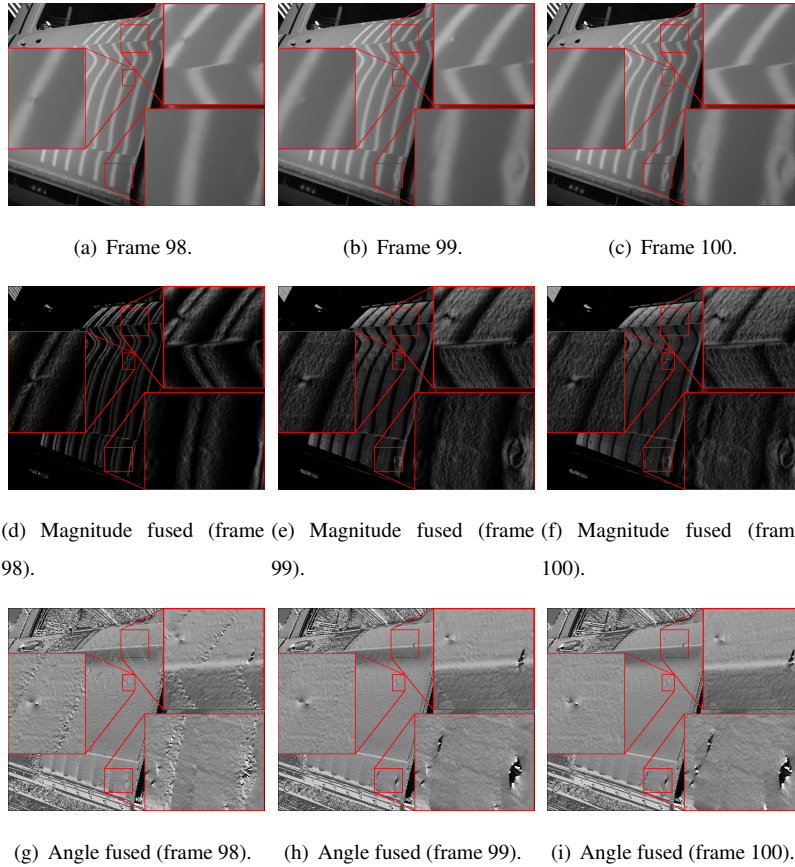 (a) Frame 98.
(b) Frame 99.
(c) Frame 100.
(d) Magnitude fused (frame
98).
(e) Magnitude fused (frame
99).
(f) Magnitude fused (fram
100).
(g) Angle fused (frame 98).
(h) Angle fused (frame 99).
(i) Angle fused (frame 100).